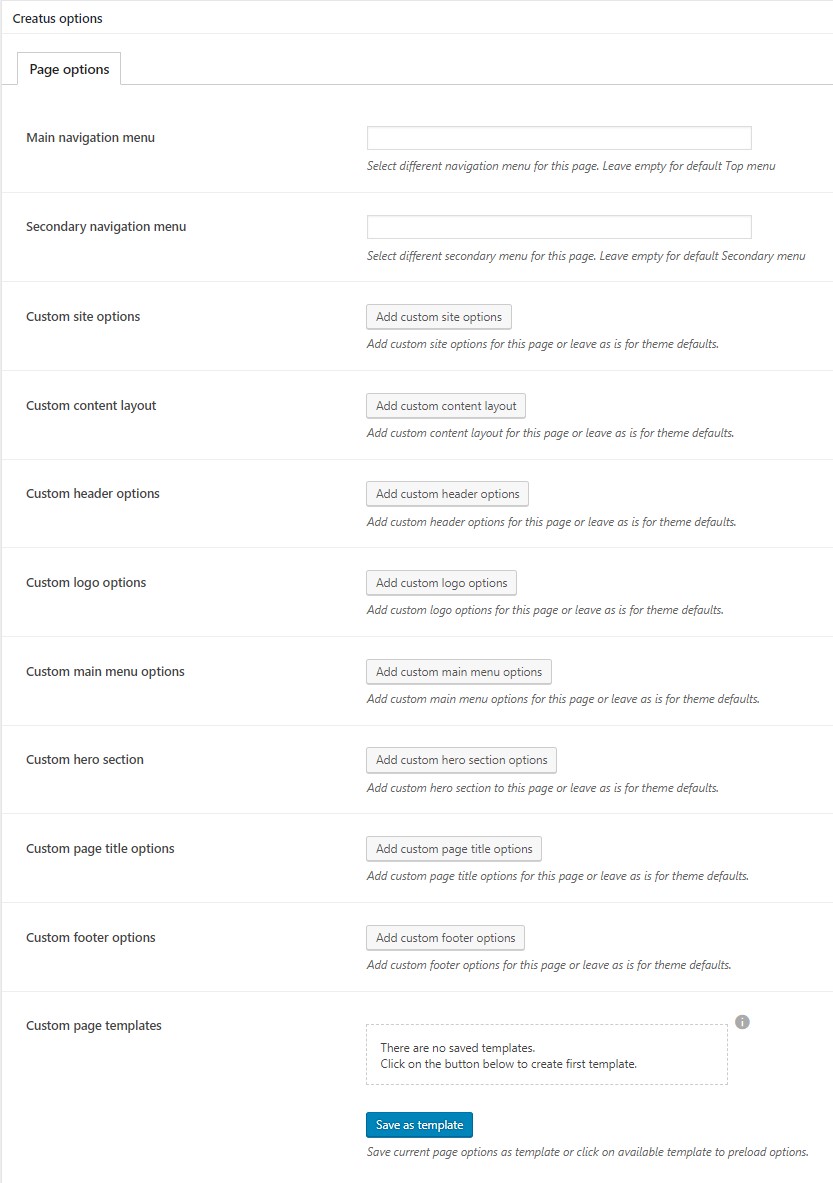 Creatus options
Page options
Main navigation menu
Select different navigation menu for this page. Leave empty for default Top menu
Secondary navigation menu
Select different secondary menu for this page. Leave empty for default Secondary menu
Custom site options
Add custom site options
Add custom site options for this page or leave as is for theme defaults.
Custom content layout
Add custom content layout
Add custom content layout for this page or leave as is for theme defaults.
Custom header options
Add custom header options
Add custom header options for this page or leave as is for theme defaults.
Custom logo options
Add custom logo options
Add custom logo options for this page or leave as is for theme defaults.
Custom main menu options
Add custom main menu options
Add custom main menu options for this page or leave as is for theme defaults.
Custom hero section
Add custom hero section options
Add custom hero section to this page or leave as is for theme defaults.
Custom page title options
Add custom page title options
Add custom page title options for this page or leave as is for theme defaults.
Custom footer options
Add custom footer options
Add custom footer options for this page or leave as is for theme defaults.
Custom page templates
i
There are no saved templates.
Click on the button below to create first template.
Save as template
Save current page options as template or click on available template to preload options.